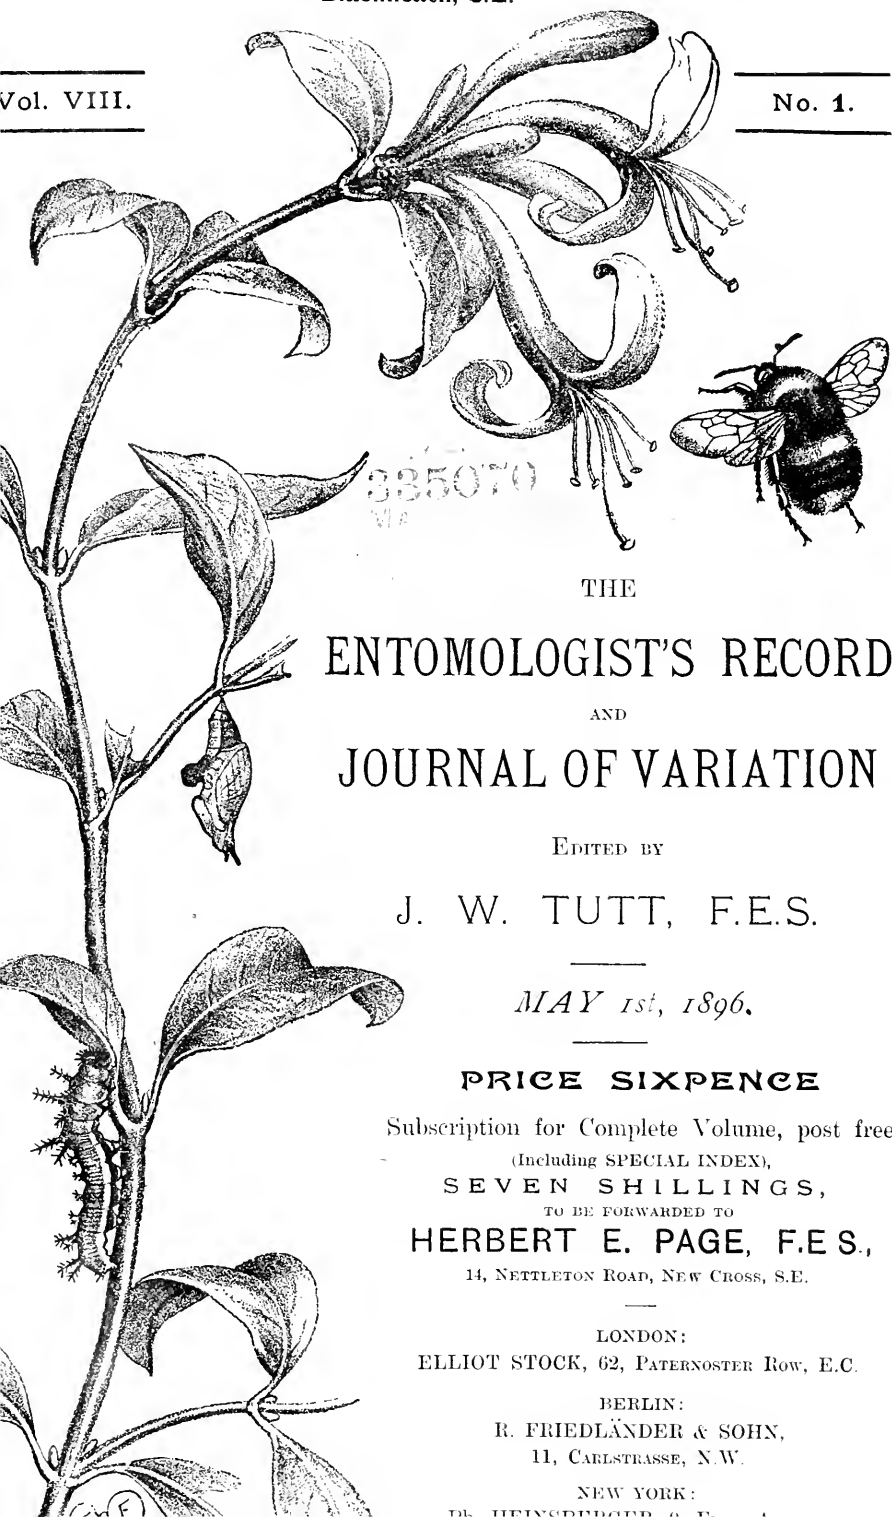 Vol. VIII.
No. 1.
335070
THE
ENTOMOLOGIST'S RECORD
AND
JOURNAL OF VARIATION
EDITED BY
J. W. TUTT, F.E.S.
MAY 1st, 1896.
PRICE SIXPENCE
Subscription for Complete Volume, post free
(Including SPECIAL INDEX),
SEVEN SHILLINGS,
TO BE FORWARDED TO
HERBERT E. PAGE, F.E S.,
14, NETTLETON ROAD, NEW CROSS, S.E.
LONDON:
ELLIOT STOCK, 62, PATERNOSTER ROW, E.C.
BERLIN:
R. FRIEDLÄNDER & SOHN,
11, CARLSTRASSE, N.W.
NEW YORK: